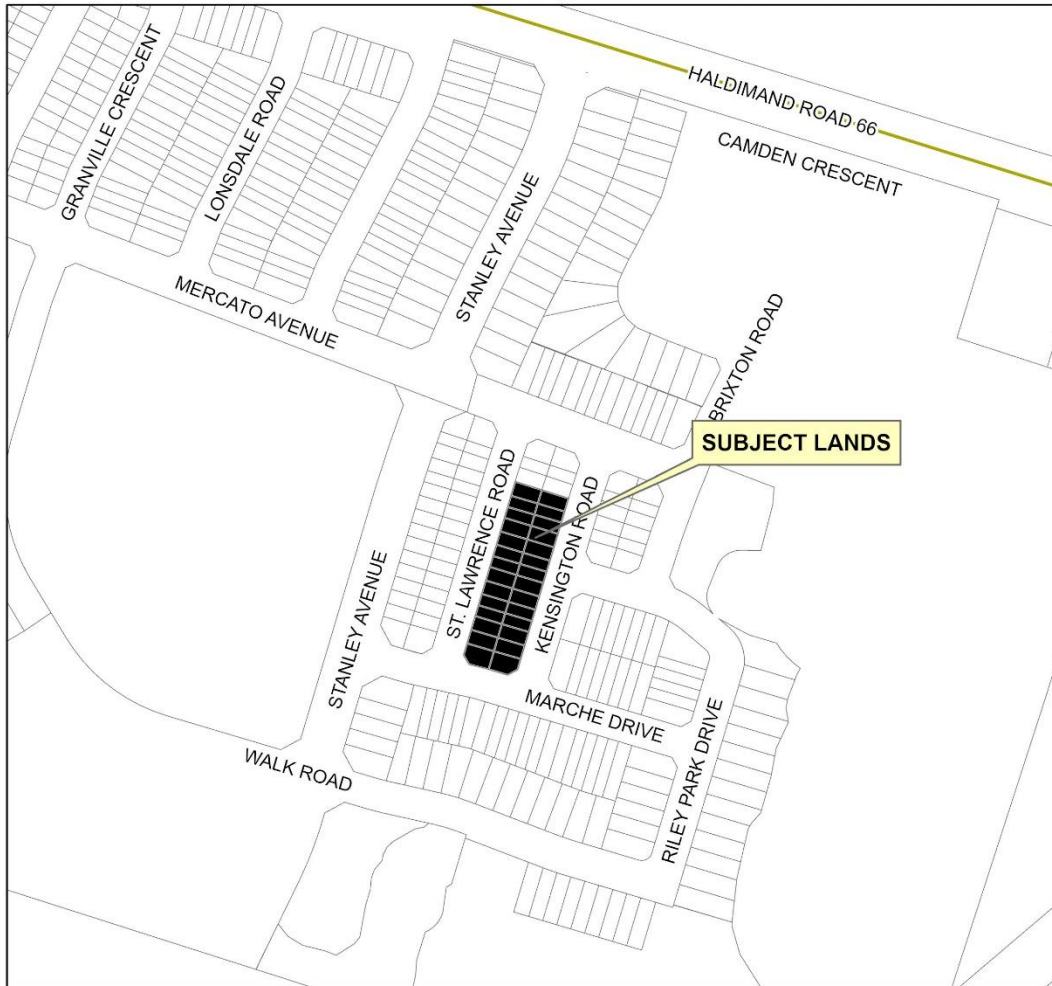 GRANVILLE CRESCENT
LONSDALE ROAD
HALDIMAND ROAD 66
CAMDEN CRESCENT
STANLEY AVENUE
MERCATO AVENUE
BRIXTON ROAD
SUBJECT LANDS
ST. LAWRENCE ROAD
KENSINGTON ROAD
STANLEY AVENUE
MARCHE DRIVE
RILEY PARK DRIVE
WALK ROAD